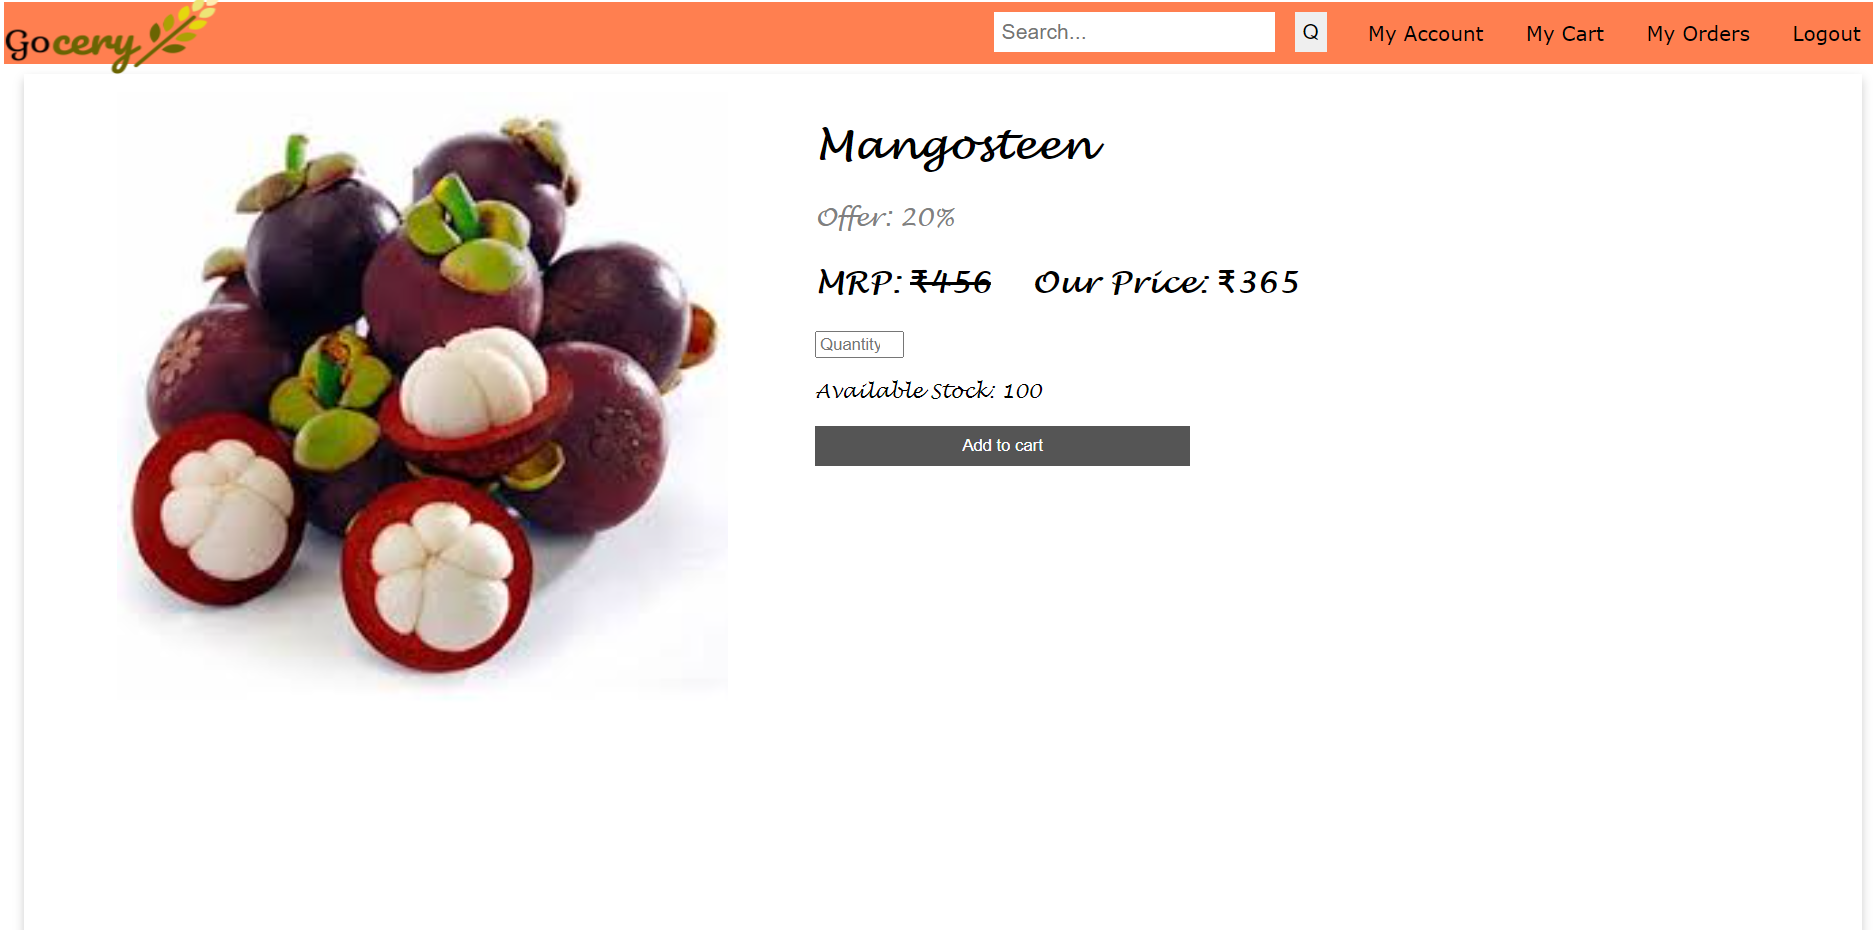 Gocery
Search...
Q
My Account
My Cart
My Orders
Logout
Mangosteen
Offer: 20%
MRP: ₹456 Our Price: ₹365
Quantity
Available Stock: 100
Add to cart